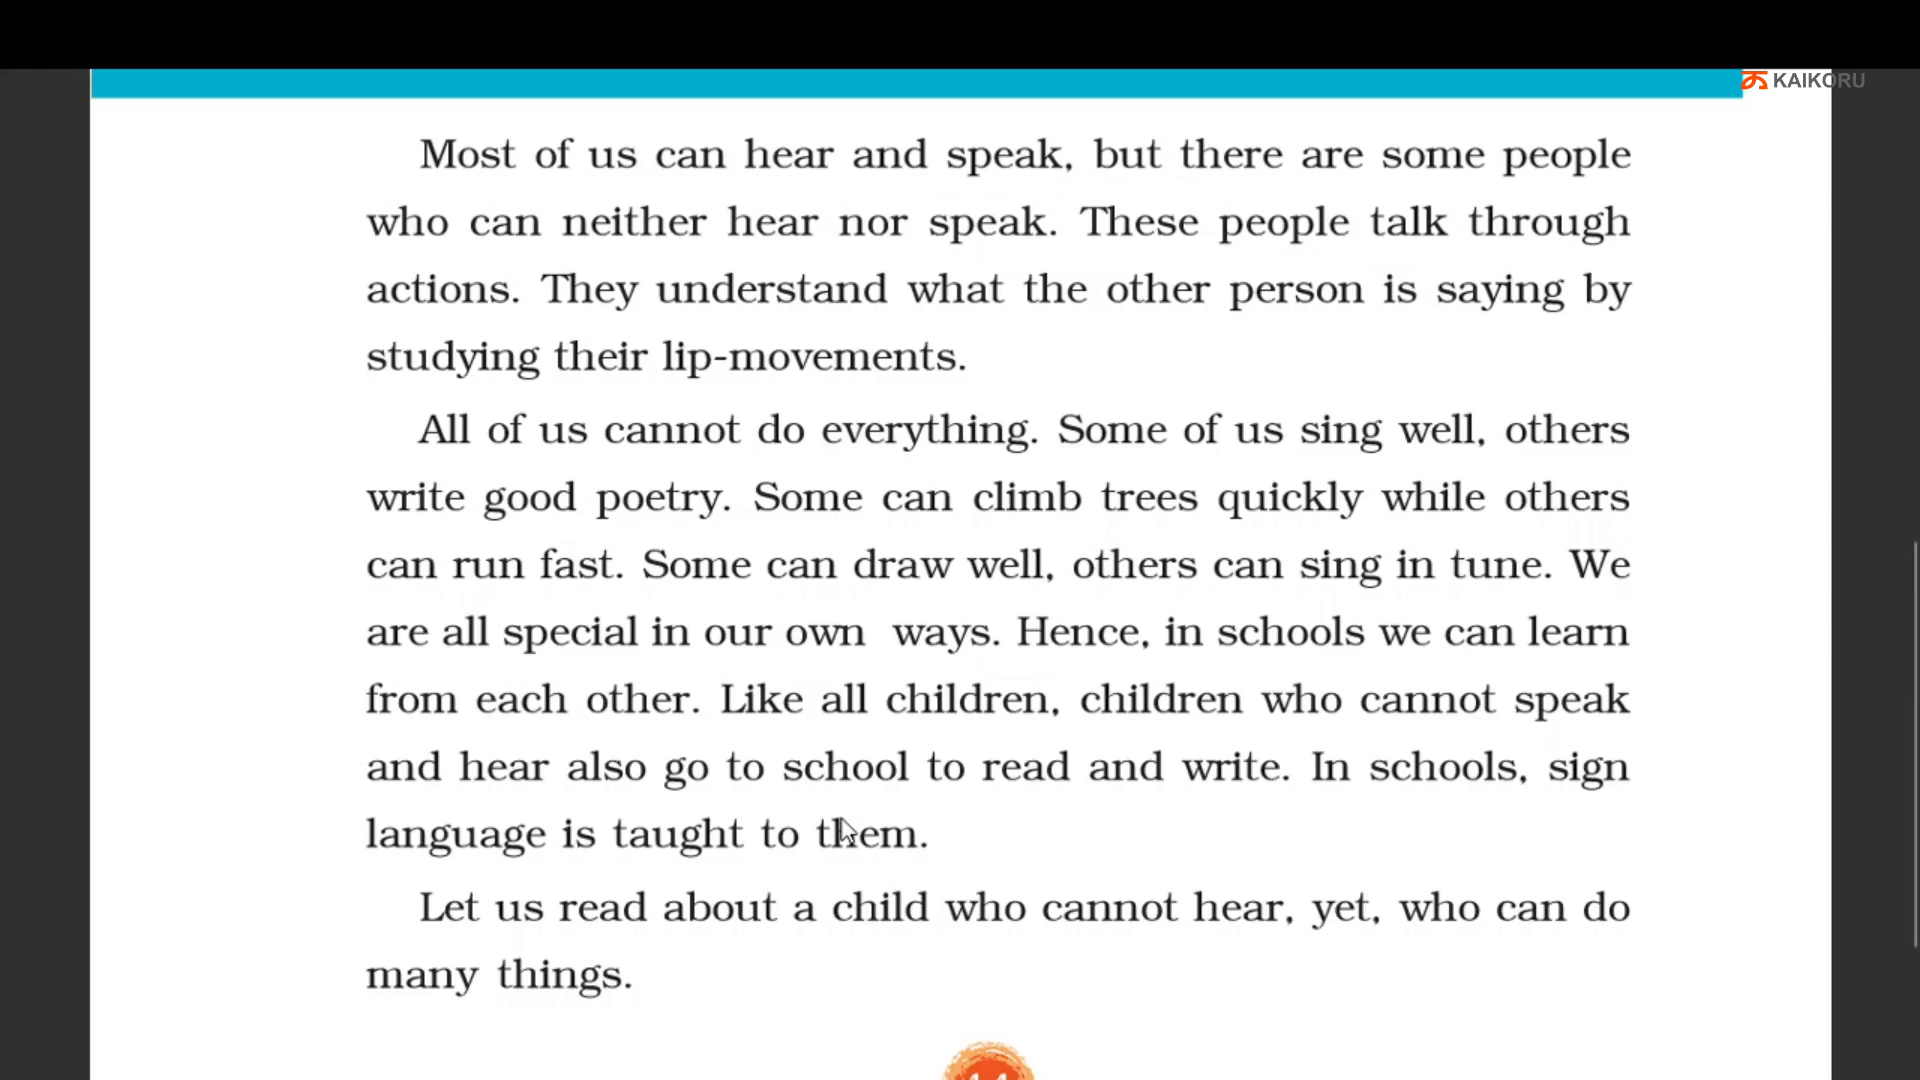 க KAIKORU
Most of us can hear and speak, but there are some people
who can neither hear nor speak. These people talk through
actions. They understand what the other person is saying by
studying their lip-movements.
All of us cannot do everything. Some of us sing well, others
write good poetry. Some can climb trees quickly while others
can run fast. Some can draw well, others can sing in tune. We
are all special in our own ways. Hence, in schools we can learn
from each other. Like all children, children who cannot speak
and hear also go to school to read and write. In schools, sign
language is taught to them.
Let us read about a child who cannot hear, yet, who can do
many things.